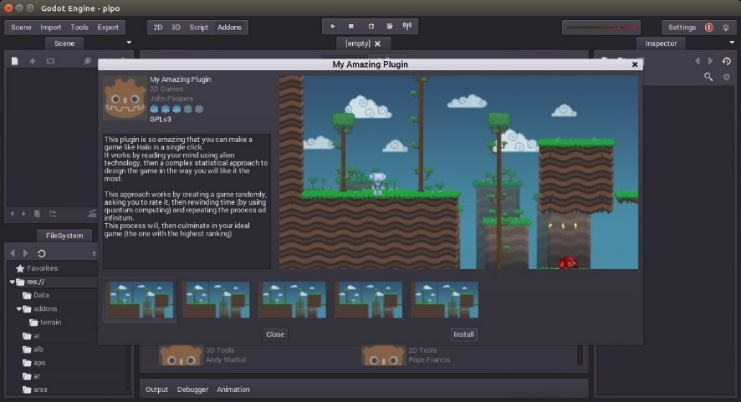 Godot Engine - plpo
Scene Import Tools Export
2D 3D Script Addons
Settings
Scene
[empty]
Inspector
My Amazing Plugin
My Amazing Plugin
2D Games
John Foopers
GPLv3
This plugin is so amazing that you can make a
game like Halo in a single click.
It works by reading your mind using alien
technology, then a complex statistical approach to
design the game in the way you will like it the
most.
This approach works by creating a game randomly,
asking you to rate it, then rewinding time (by using
quantum computing) and repeating the process ad
infinitum.
This process will, then culminate in your ideal
game (the one with the highest ranking)
Close
Install
FileSystem
Favorites:
res://
Data
addons
terrain
ai
alb
apo
ar
arss
3D Tools
Andy Warhol
2D Tools
Pope Francis
Output Debugger Animation